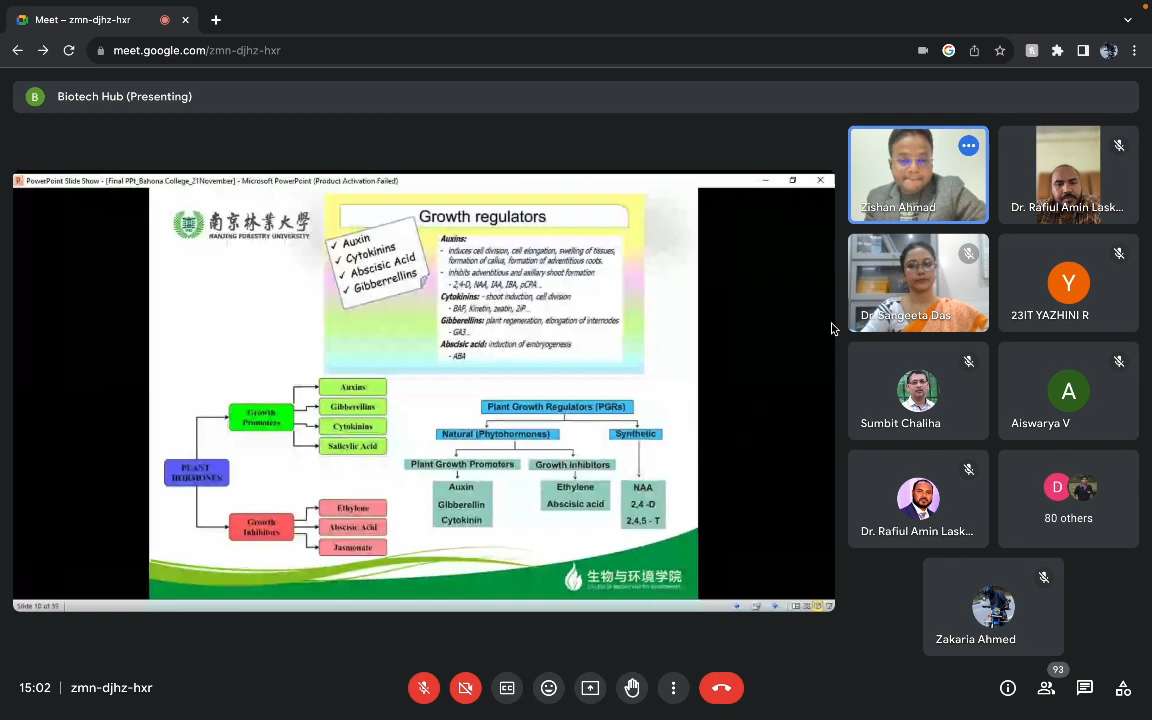 Meet – zmn-djhz-hxr
meet.google.com/zmn-djhz-hxr
B
Biotech Hub (Presenting)
PowerPoint Slide Show - [Final PPt_Bahona College_21November] - Microsoft PowerPoint (Product Activation Failed)
南京林業大學
NANJING FORESTRY UNIVERSITY
Growth regulators
✓ Auxin
✓ Cytokinins
✓ Abscisic Acid
✓ Gibberrellins
Auxins:
- induces cell division, cell elongation, swelling of tissues,
formation of callus, formation of adventitious roots.
- inhibits adventitious and axillary shoot formation
- 2,4-D, NAA, IAA, IBA, pCPA...
Cytokinins: - shoot induction, cell division
- BAP, Kinetin, zeatin, 2iP...
Gibberellins: plant regeneration, elongation of internodes
- GA3...
Abscisic acid: induction of embryogenesis
- ABA
PLANT
HORMONES
Growth
Promoters
Auxins
Gibberellins
Cytokinins
Salicylic Acid
Growth
Inhibitors
Ethylene
Abscisic Acid
Jasmonate
Plant Growth Regulators (PGRs)
Natural (Phytohormones)
Synthetic
Plant Growth Promoters
Growth inhibitors
Auxin
Gibberellin
Cytokinin
Ethylene
Abscisic acid
NAA
2,4 -D
2,4,5 - T
生物与环境学院
Slide 10 of 59
Zishan Ahmad
Dr. Rafiul Amin Lask...
Dr. Sangeeta Das
Y
23IT YAZHINI R
Sumbit Chaliha
A
Aiswarya V
Dr. Rafiul Amin Lask...
D
80 others
Zakaria Ahmed
15:02 | zmn-djhz-hxr
93